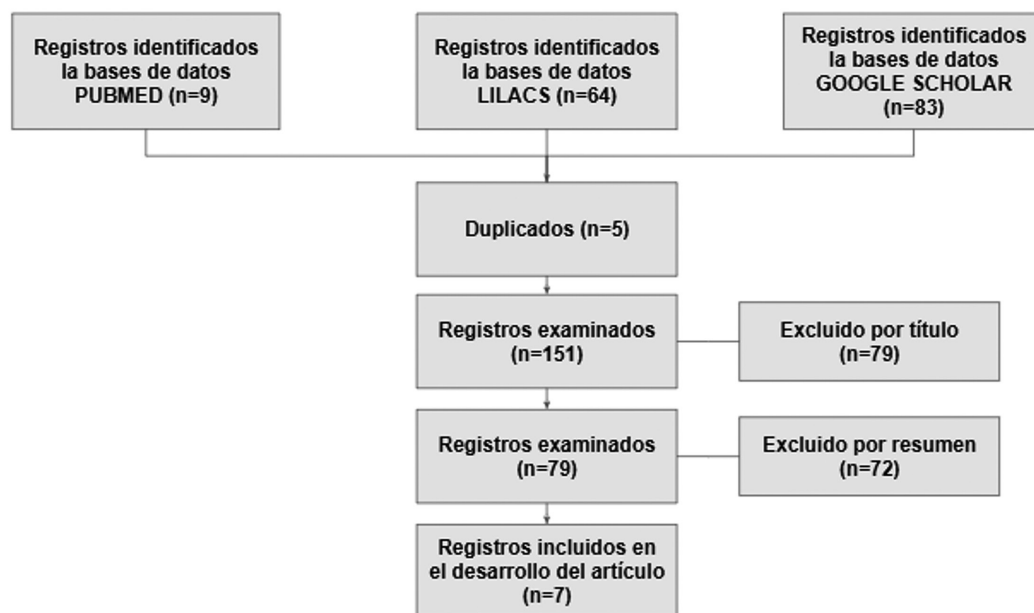 Registros identificados
la bases de datos
PUBMED (n=9)
Registros identificados
la bases de datos
LILACS (n=64)
Registros identificados
la bases de datos
GOOGLE SCHOLAR
(n=83)
Duplicados (n=5)
Registros examinados
(n=151)
Excluido por título
(n=79)
Registros examinados
(n=79)
Excluido por resumen
(n=72)
Registros incluidos en
el desarrollo del artículo
(n=7)